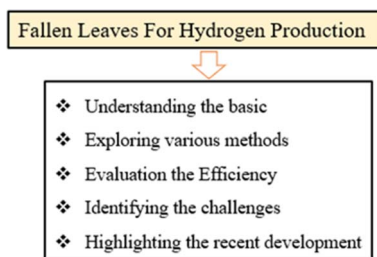 Fallen Leaves For Hydrogen Production
❖ Understanding the basic
❖ Exploring various methods
❖ Evaluation the Efficiency
❖ Identifying the challenges
❖ Highlighting the recent development